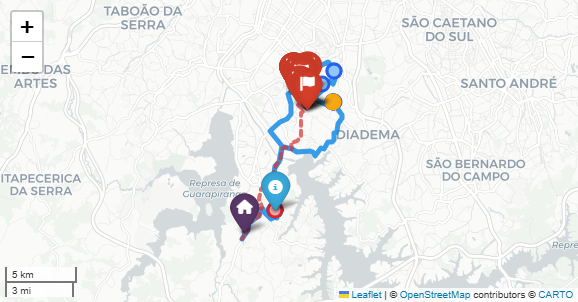 TABOÃO DA
SERRA
SÃO CAETANO
DO SUL
+
−
DAS
ARTES
SANTO ANDRÉ
DIADEMA
SÃO BERNARDO
DO CAMPO
ITAPECERICA
DA SERRA
Represa de
Guarapiranga
5 km
3 mi
Leaflet | © OpenStreetMap contributors © CARTO